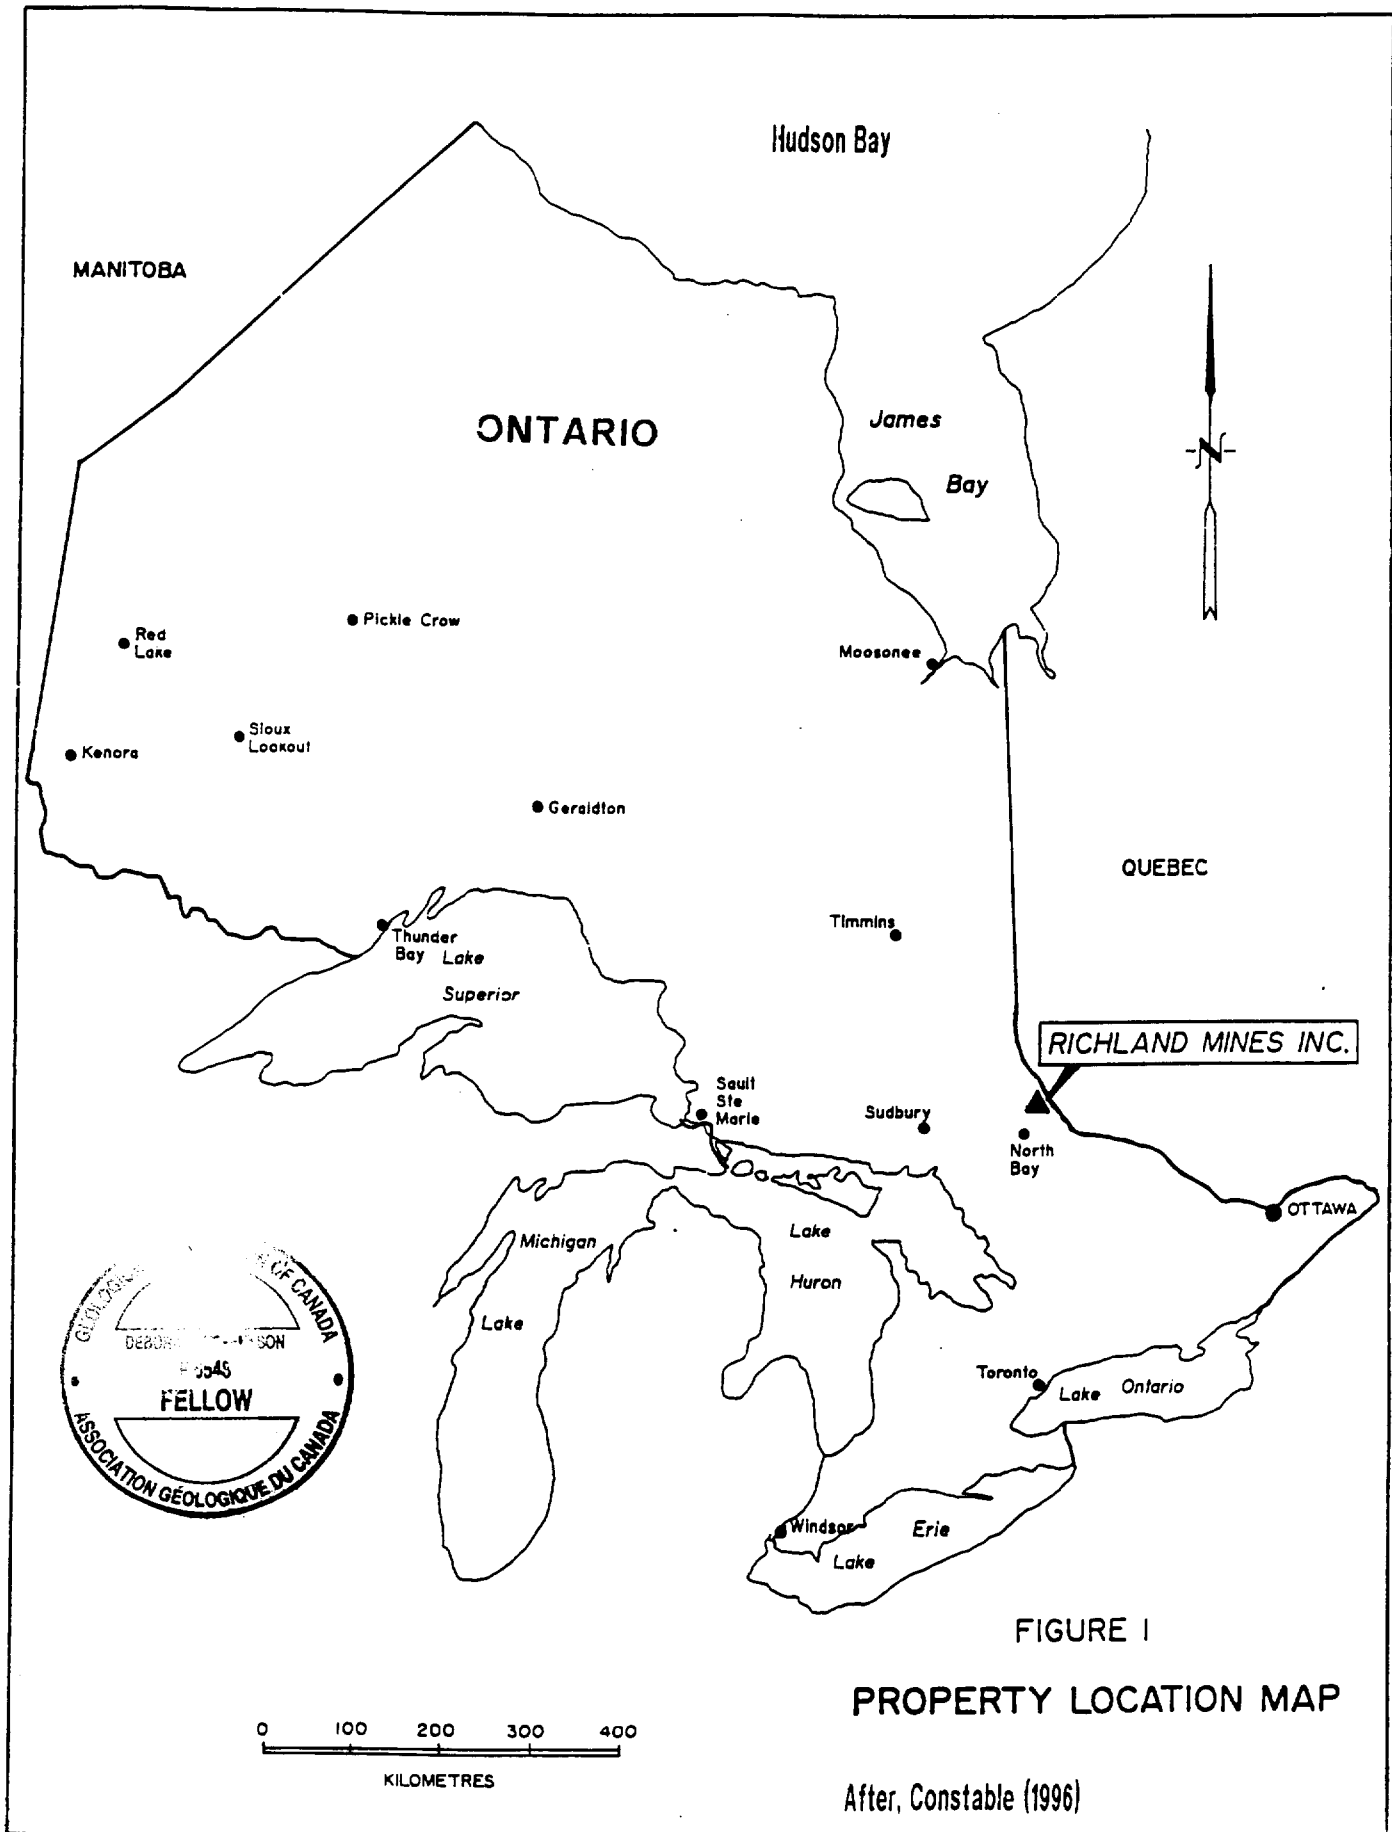 Hudson Bay
MANITOBA
ONTARIO
James
Bay
N
Pickle Crow
Red
Lake
Moosonee
Sioux
Lookout
Kenora
Geraldton
QUEBEC
Timmins
Thunder
Bay
Lake
Superior
RICHLAND MINES INC.
Sault
Ste
Marie
Sudbury
North
Bay
OTTAWA
Michigan
Lake
Lake
Huron
OF CANADA
SON
FELLOW
ASSOCIATION GÉOLOGIQUE DU CANADA
Toronto
Lake Ontario
Windsor
Erie
Lake
FIGURE 1
PROPERTY LOCATION MAP
0 100 200 300 400
KILOMETRES
After, Constable (1996)